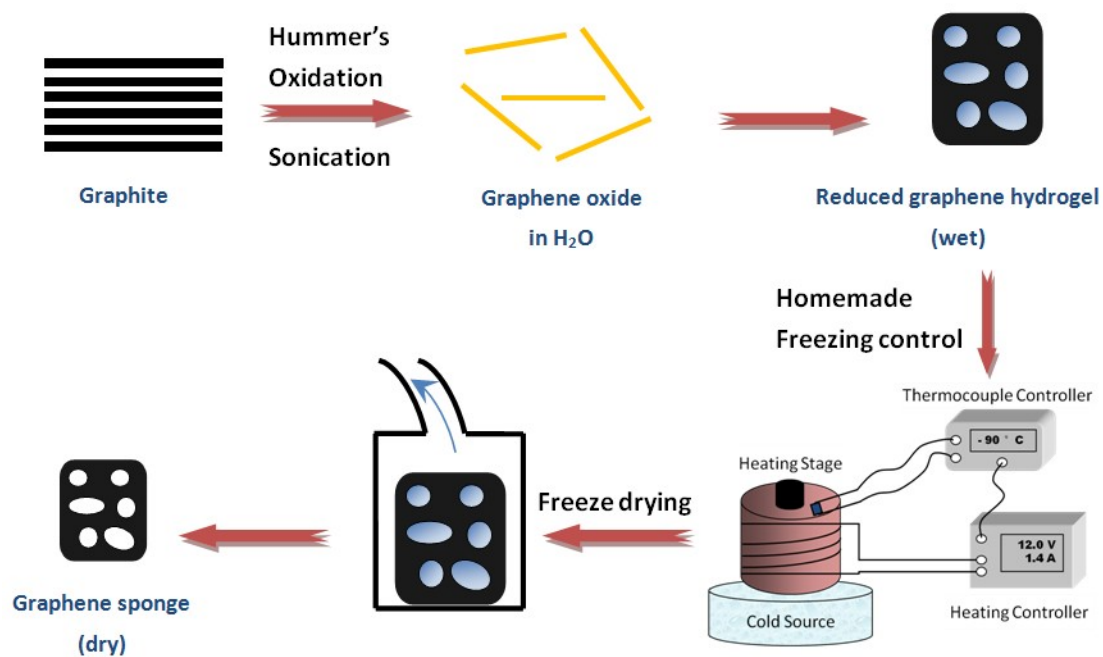 Hummer's
Oxidation
Sonication
Graphite
Graphene oxide
in H₂O
Reduced graphene hydrogel
(wet)
Homemade
Freezing control
Thermocouple Controller
- 90 ° C
Heating Stage
Freeze drying
12.0 V
1.4 A
Cold Source
Heating Controller
Graphene sponge
(dry)